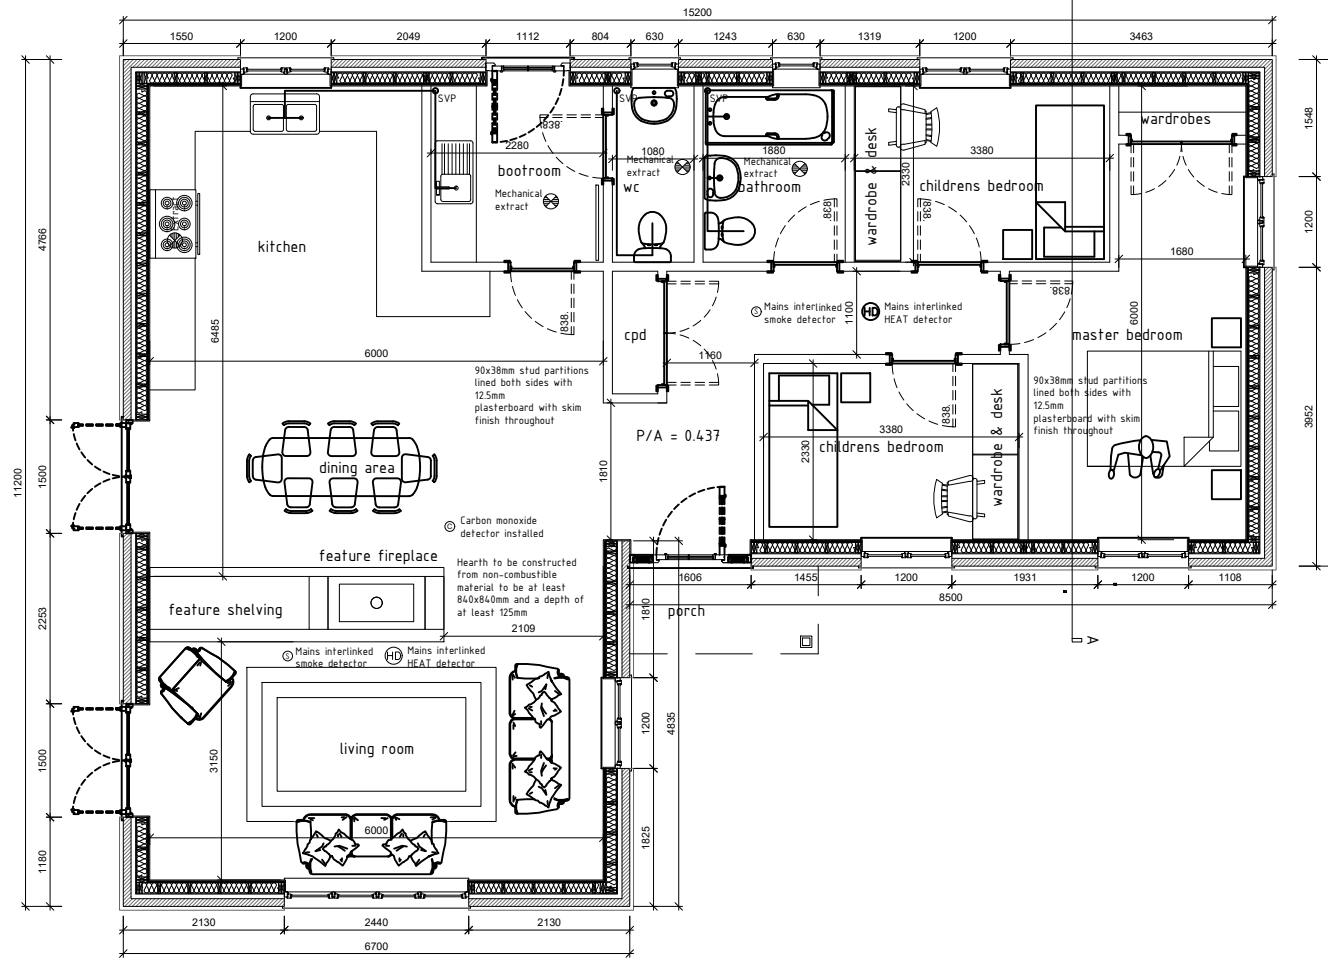 15200
1550
1200
2049
1112
804
630
1243
630
1319
1200
3463
SVP
SVP
SVP
838.
2280
1080
1880
3380
bootroom
Mechanical
extract
Mechanical
extract
wc
Mechanical
extract
bathroom
838.
wardrobe & desk
2330
childrens bedroom
838.
wardrobes
1548
1200
3952
1680
kitchen
4766
6485
6000
838.
cpd
1160
S
Mains interlinked
smoke detector
1100
HD
Mains interlinked
HEAT detector
838.
6000
master bedroom
90x38mm stud partitions
lined both sides with
12.5mm
plasterboard with skim
finish throughout
90x38mm stud partitions
lined both sides with
12.5mm
plasterboard with skim
finish throughout
P/A = 0.437
838.
3380
2330
childrens bedroom
wardrobe & desk
11200
1500
dining area
1810
C
Carbon monoxide
detector installed
feature fireplace
Hearth to be constructed
from non-combustible
material to be at least
840x840mm and a depth of
at least 125mm
feature shelving
2109
2253
1606
1455
1200
1931
1200
1108
8500
1810
porch
A
S
Mains interlinked
smoke detector
HD
Mains interlinked
HEAT detector
1200
4835
living room
3150
1500
6000
1825
1180
2130
2440
2130
6700